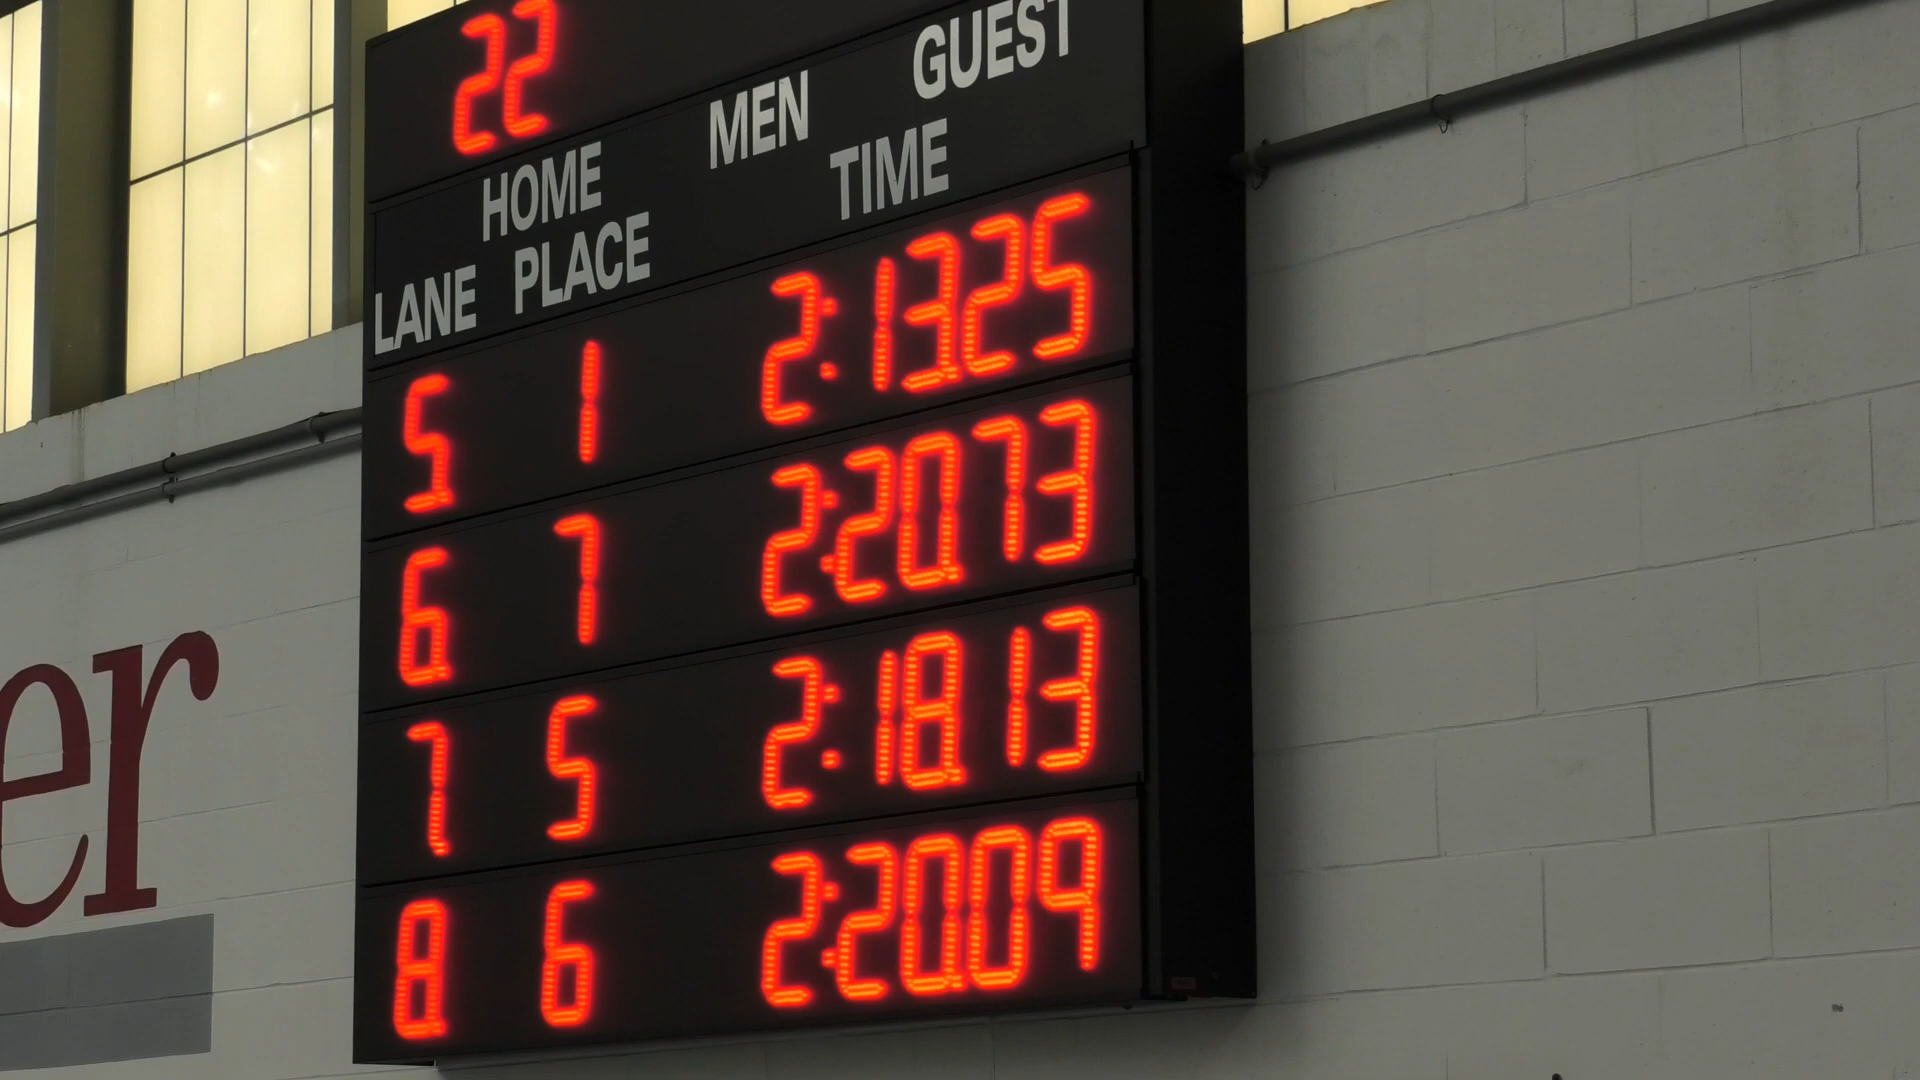 22
HOME MEN GUEST
LANE PLACE TIME
5 1 2:13.25
6 7 2:20.73
7 5 2:18.13
8 6 2:20.09
er